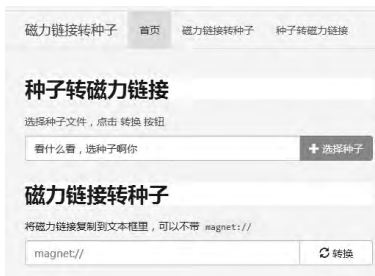 磁力链接转种子 首页 磁力链接转种子 种子转磁力链接
种子转磁力链接
选择种子文件，点击 转换 按钮
看什么看，选种子啊你 选择种子
磁力链接转种子
将磁力链接复制到文本框里，可以不带 magnet://
magnet:// 转换